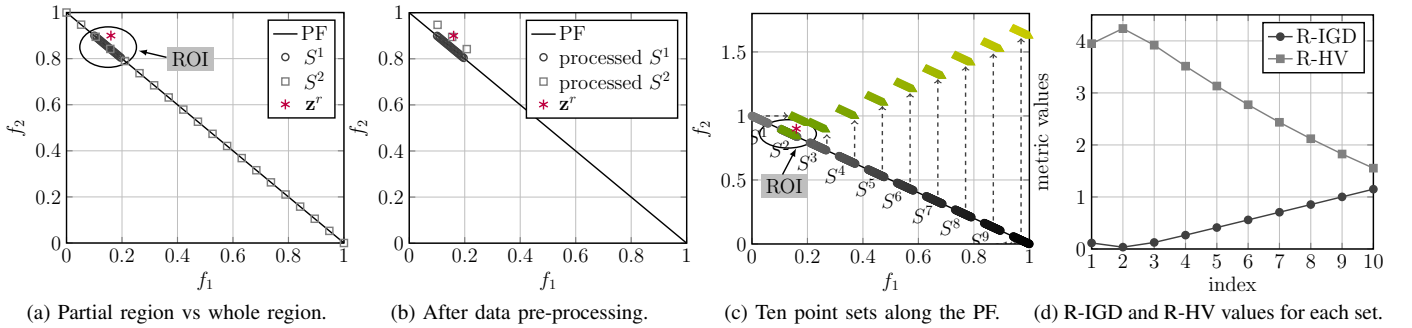 1
0.8
0.6
0.4
0.2
0
0 0.2 0.4 0.6 0.8 1
f₂
f₁
ROI
PF
S¹
S²
zʳ
(a) Partial region vs whole region.
1
0.8
0.6
0.4
0.2
0
0 0.2 0.4 0.6 0.8 1
f₂
f₁
PF
processed S¹
processed S²
zʳ
(b) After data pre-processing.
1.5
1
0.5
0
0 0.2 0.4 0.6 0.8 1
f₂
f₁
S¹
S²
S³
S⁴
S⁵
S⁶
S⁷
S⁸
S⁹
ROI
(c) Ten point sets along the PF.
4
2
0
1 2 3 4 5 6 7 8 9 10
metric values
index
R-IGD
R-HV
(d) R-IGD and R-HV values for each set.